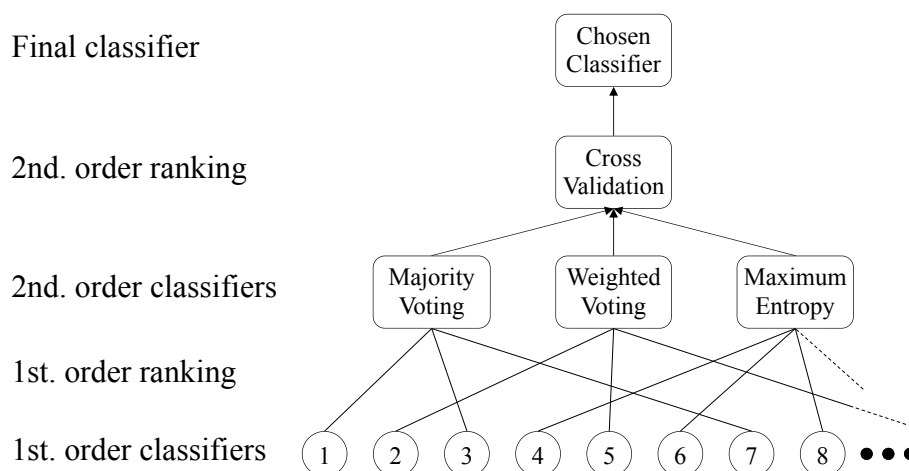 Final classifier
Chosen
Classifier
2nd. order ranking
Cross
Validation
2nd. order classifiers
Majority
Voting
Weighted
Voting
Maximum
Entropy
1st. order ranking
1st. order classifiers
1 2 3 4 5 6 7 8